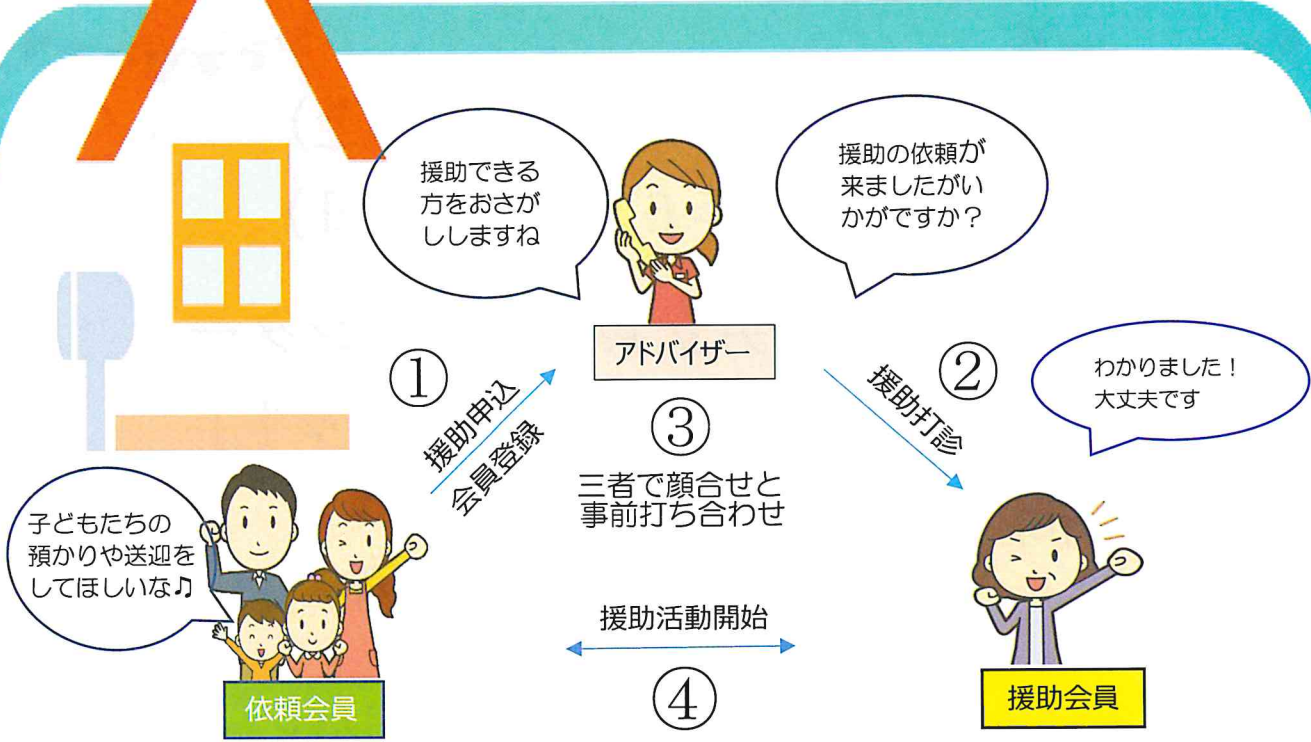 援助できる
方をおさが
ししますね
援助の依頼が
来ましたがい
かがですか？
アドバイザー
①
援助申込
会員登録
②
援助打診
わかりました！
大丈夫です
③
三者で顔合せと
事前打ち合わせ
子どもたちの
預かりや送迎を
してほしいな♫
援助活動開始
④
依頼会員
援助会員